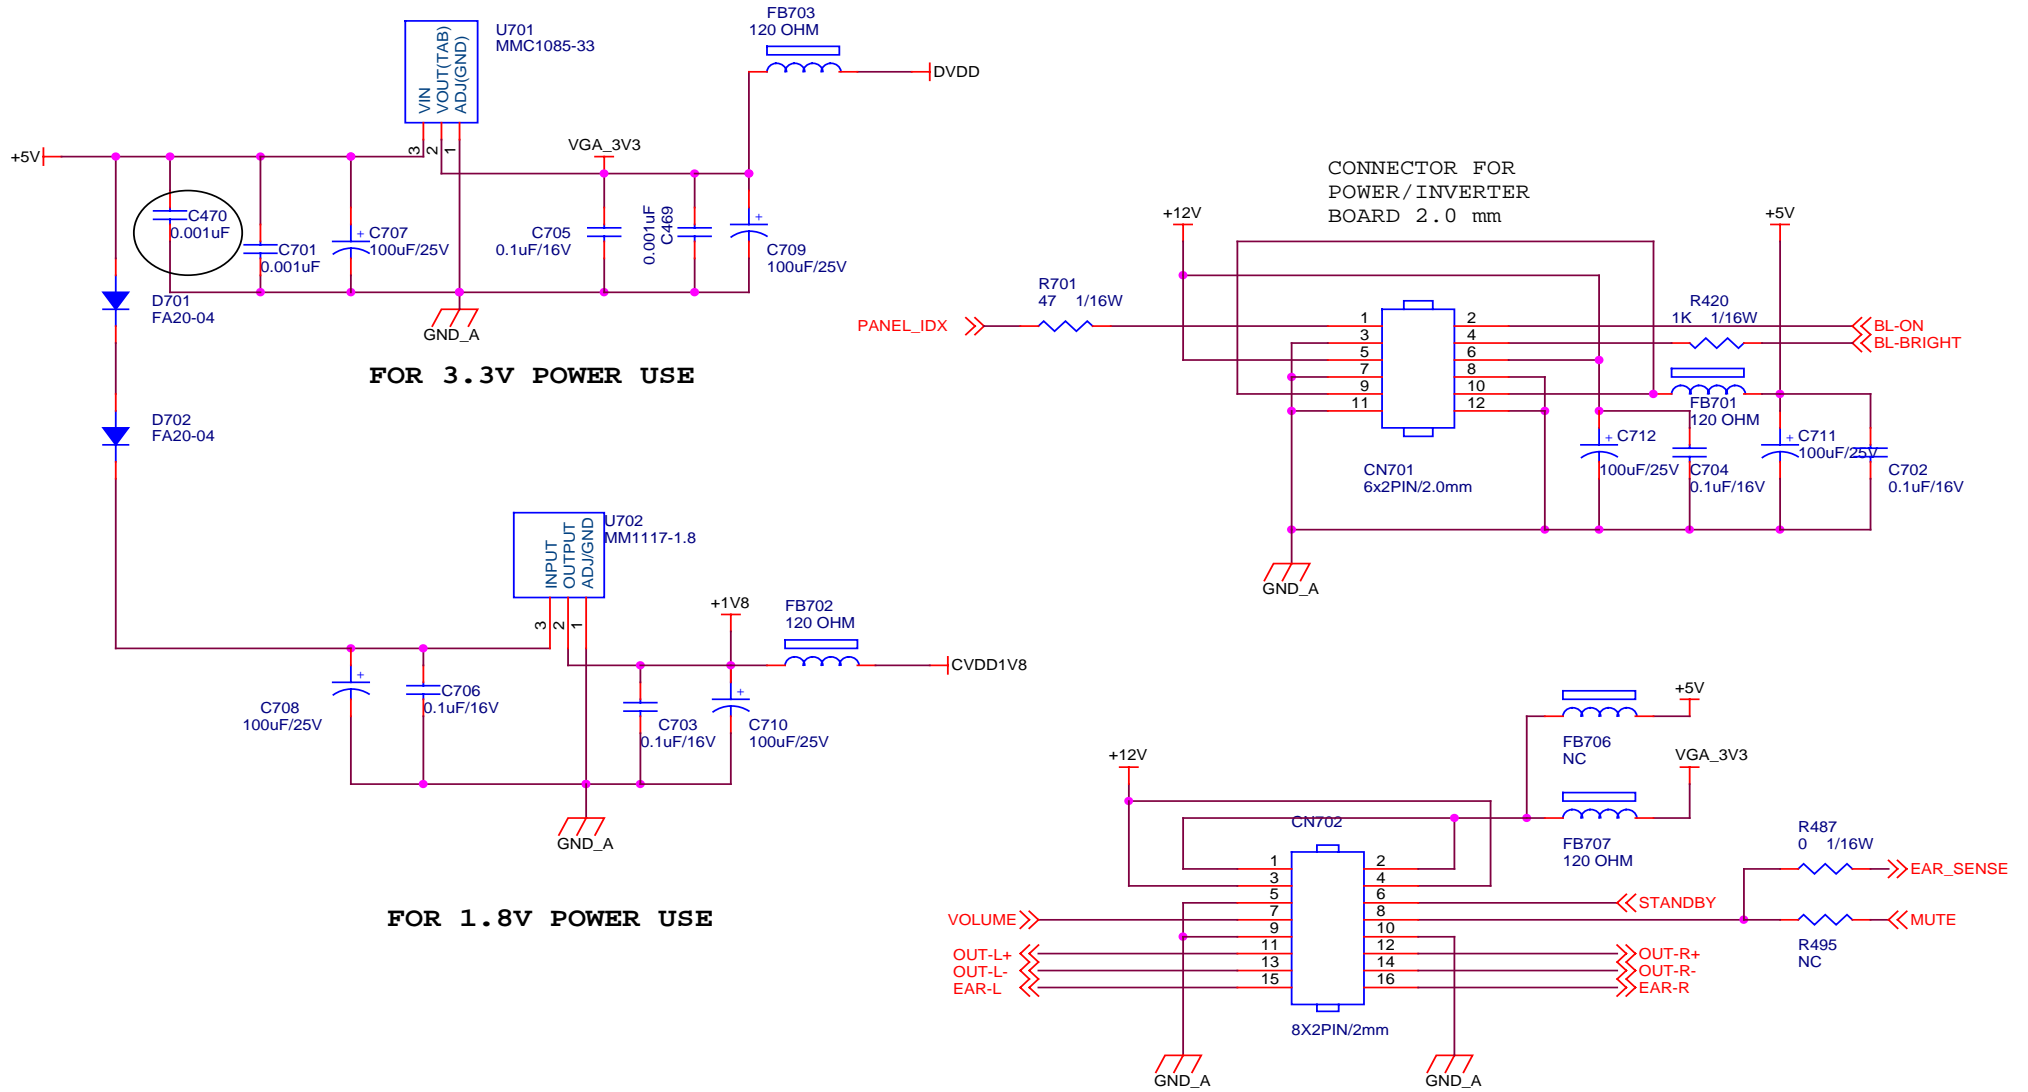 U701
MMC1085-33
VIN
VOUT(TAB)
ADJ(GND)
3
2
1
FB703
120 OHM
DVDD
+5V
VGA_3V3
C470
0.001uF
C701
0.001uF
C707
100uF/25V
+
C705
0.1uF/16V
0.001uF
C469
+
C709
100uF/25V
GND_A
D701
FA20-04
FOR 3.3V POWER USE
D702
FA20-04
U702
MM1117-1.8
INPUT
OUTPUT
ADJ/GND
3
2
1
+1V8
FB702
120 OHM
CVDD1V8
+
C708
100uF/25V
C706
0.1uF/16V
C703
0.1uF/16V
+
C710
100uF/25V
GND_A
FOR 1.8V POWER USE
CONNECTOR FOR
POWER/INVERTER
BOARD 2.0 mm
+12V
+5V
R701
47 1/16W
PANEL_IDX
1
3
5
7
9
11
2
4
6
8
10
12
R420
1K 1/16W
BL-ON
BL-BRIGHT
FB701
120 OHM
CN701
6x2PIN/2.0mm
+
C712
100uF/25V
C704
0.1uF/16V
+
C711
100uF/25V
C702
0.1uF/16V
GND_A
+5V
FB706
NC
VGA_3V3
FB707
120 OHM
+12V
CN702
1
3
5
7
9
11
13
15
2
4
6
8
10
12
14
16
R487
0 1/16W
EAR_SENSE
STANDBY
VOLUME
MUTE
R495
NC
OUT-L+
OUT-L-
EAR-L
OUT-R+
OUT-R-
EAR-R
8X2PIN/2mm
GND_A
GND_A